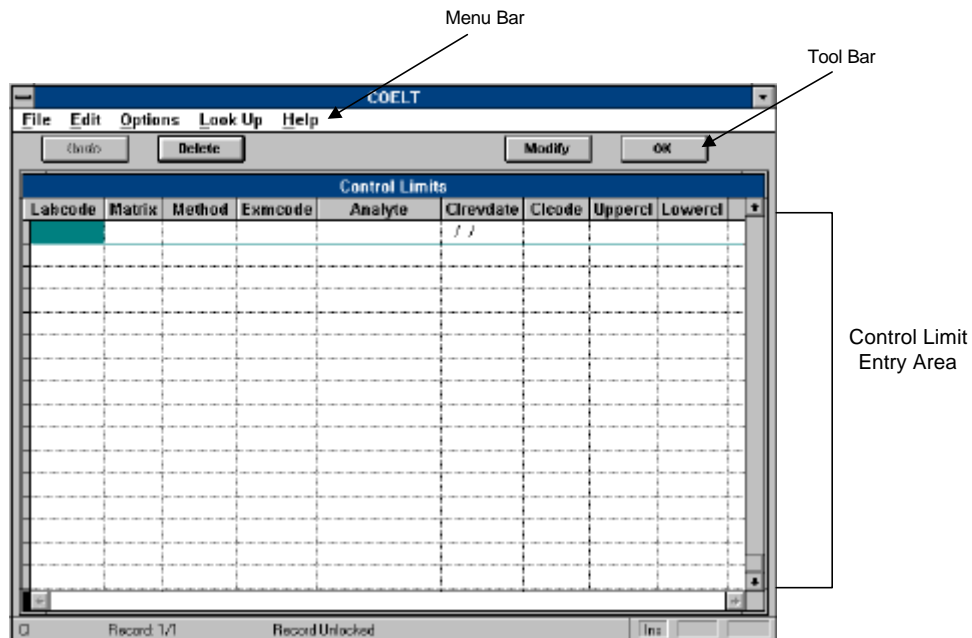 Menu Bar
Tool Bar
COELT
File Edit Options Look Up Help
Undo Delete Modify OK
Control Limits
Labcode Matrix Method Exmcode Analyte Clrevdate Clcode Uppercl Lowercl
/ /
Control Limit
Entry Area
Cl Record: 1/1 Record Unlocked Ins